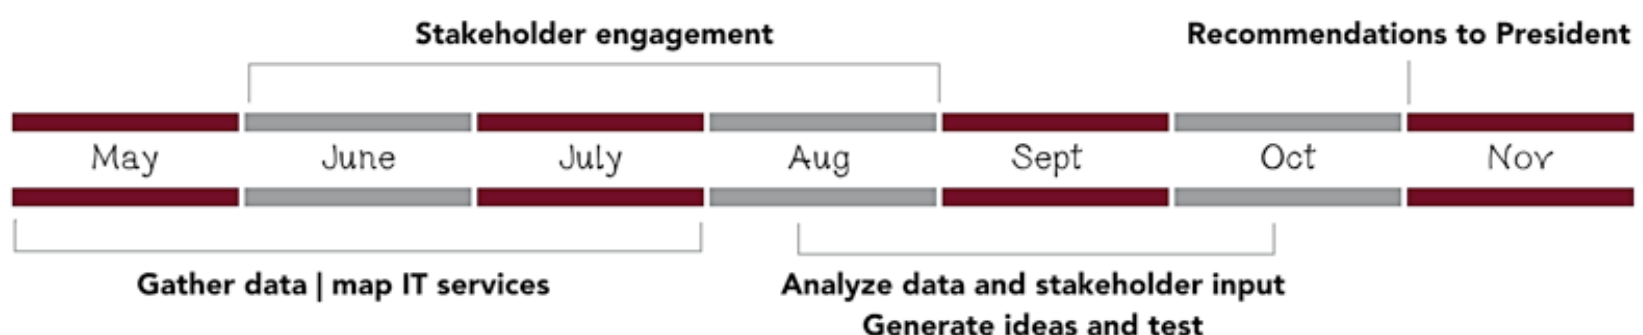 Stakeholder engagement
Recommendations to President
May June July Aug Sept Oct Nov
Gather data | map IT services
Analyze data and stakeholder input
Generate ideas and test